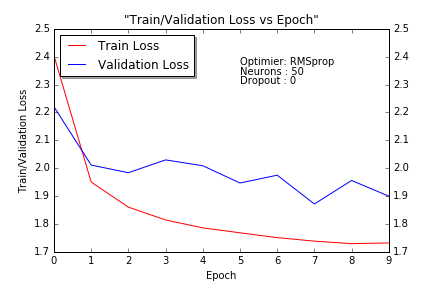 "Train/Validation Loss vs Epoch"
Train Loss
Validation Loss
Optimier: RMSprop
Neurons : 50
Dropout : 0
Train/Validation Loss
2.5
2.4
2.3
2.2
2.1
2.0
1.9
1.8
1.7
2.5
2.4
2.3
2.2
2.1
2.0
1.9
1.8
1.7
0 1 2 3 4 5 6 7 8 9
Epoch